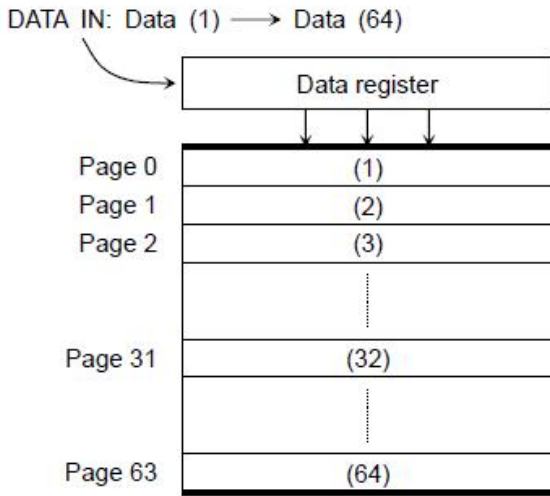 DATA IN: Data (1) ⟶ Data (64)
Data register
Page 0 (1)
Page 1 (2)
Page 2 (3)
Page 31 (32)
Page 63 (64)